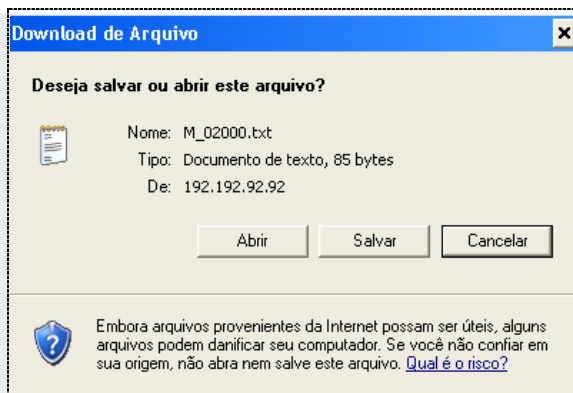 Download de Arquivo
Deseja salvar ou abrir este arquivo?
Nome: M_02000.txt
Tipo: Documento de texto, 85 bytes
De: 192.192.92.92
Abrir Salvar Cancelar
Embora arquivos provenientes da Internet possam ser úteis, alguns
arquivos podem danificar seu computador. Se você não confiar em
sua origem, não abra nem salve este arquivo. Qual é o risco?